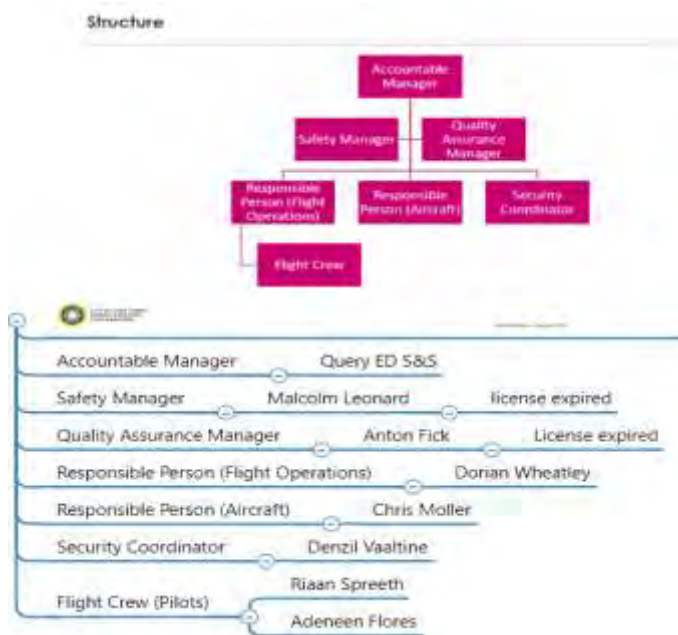 Structure
Accountable
Manager
Safety Manager
Quality
Assurance
Manager
Responsible
Person (Flight
Operations)
Responsible
Person (Aircraft)
Security
Coordinator
Flight Crew
Accountable Manager
Query ED S&S
Safety Manager
Malcolm Leonard
license expired
Quality Assurance Manager
Anton Fick
License expired
Responsible Person (Flight Operations)
Dorian Wheatley
Responsible Person (Aircraft)
Chris Moller
Security Coordinator
Denzil Vaaltine
Riaan Spreeth
Flight Crew (Pilots)
Adeneen Flores